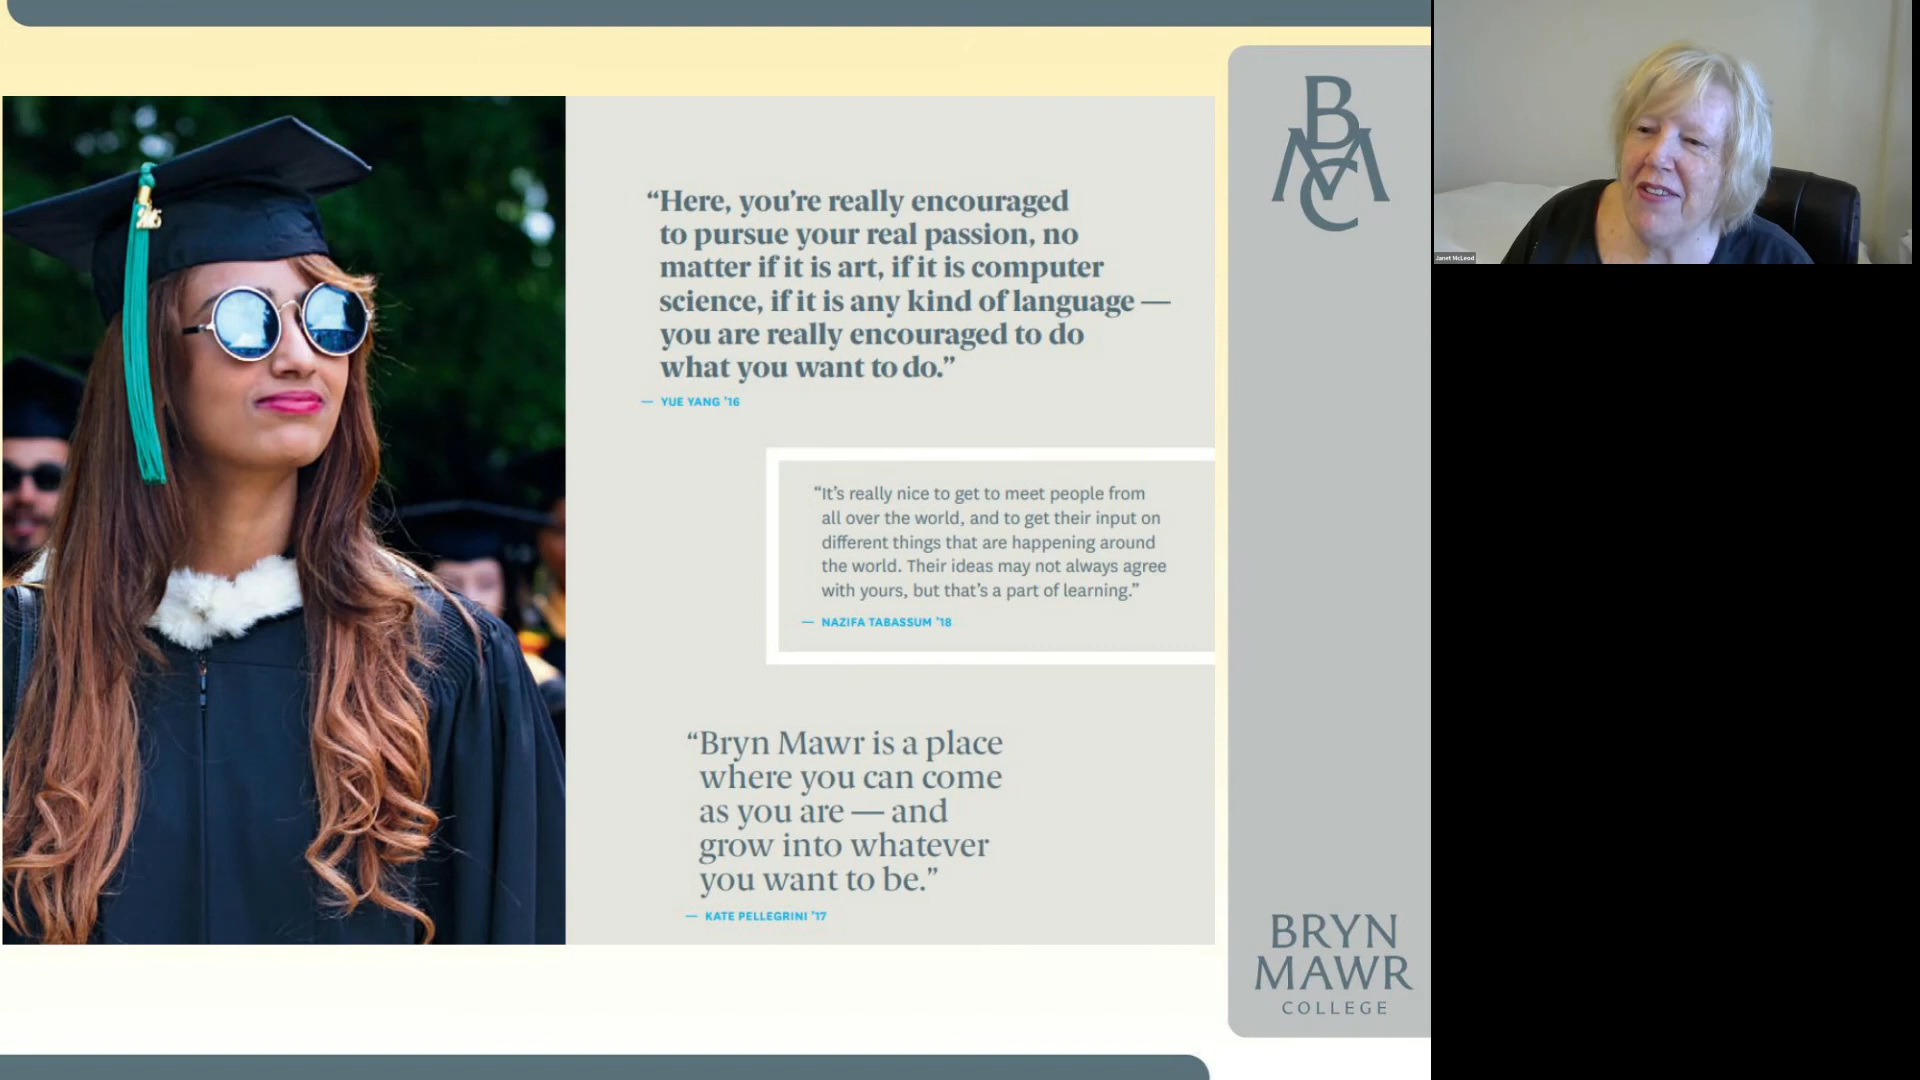 “Here, you’re really encouraged
to pursue your real passion, no
matter if it is art, if it is computer
science, if it is any kind of language —
you are really encouraged to do
what you want to do.”
— YUE YANG ’16
“It’s really nice to get to meet people from
all over the world, and to get their input on
different things that are happening around
the world. Their ideas may not always agree
with yours, but that’s a part of learning.”
— NAZIFA TABASSUM ’18
“Bryn Mawr is a place
where you can come
as you are — and
grow into whatever
you want to be.”
— KATE PELLEGRINI ’17
BMC
BRYN
MAWR
COLLEGE
Janet McLeod